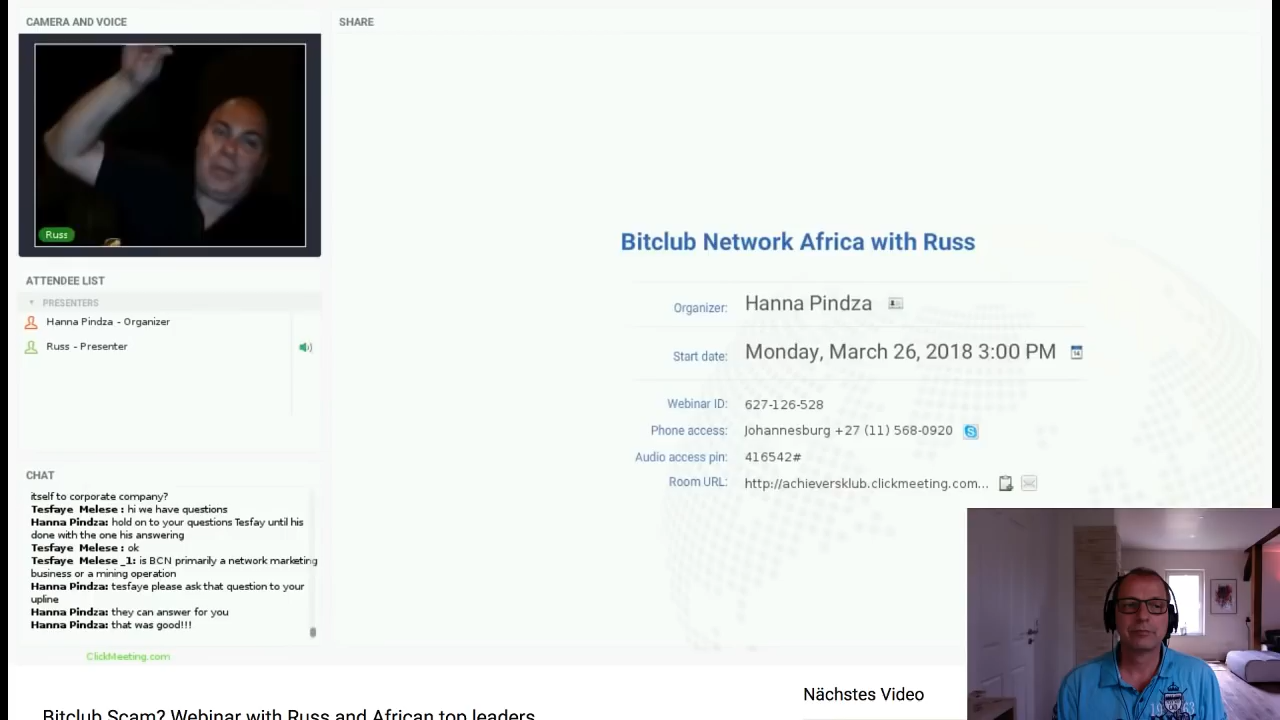 CAMERA AND VOICE
SHARE
Russ
Bitclub Network Africa with Russ
Organizer: Hanna Pindza
Start date: Monday, March 26, 2018 3:00 PM
Webinar ID: 627-126-528
Phone access: Johannesburg +27 (11) 568-0920
Audio access pin: 416542#
Room URL: http://achieversklub.clickmeeting.com...
ATTENDEE LIST
PRESENTERS
Hanna Pindza - Organizer
Russ - Presenter
CHAT
itself to corporate company?
Tesfaye Melese : hi we have questions
Hanna Pindza: hold on to your questions Tesfay until his
done with the one his answering
Tesfaye Melese : ok
Tesfaye Melese _1: is BCN primarily a network marketing
business or a mining operation
Hanna Pindza: tesfaye please ask that question to your
upline
Hanna Pindza: they can answer for you
Hanna Pindza: that was good!!!
ClickMeeting.com
Nächstes Video
Bitclub Scam? Webinar with Russ and African top leaders